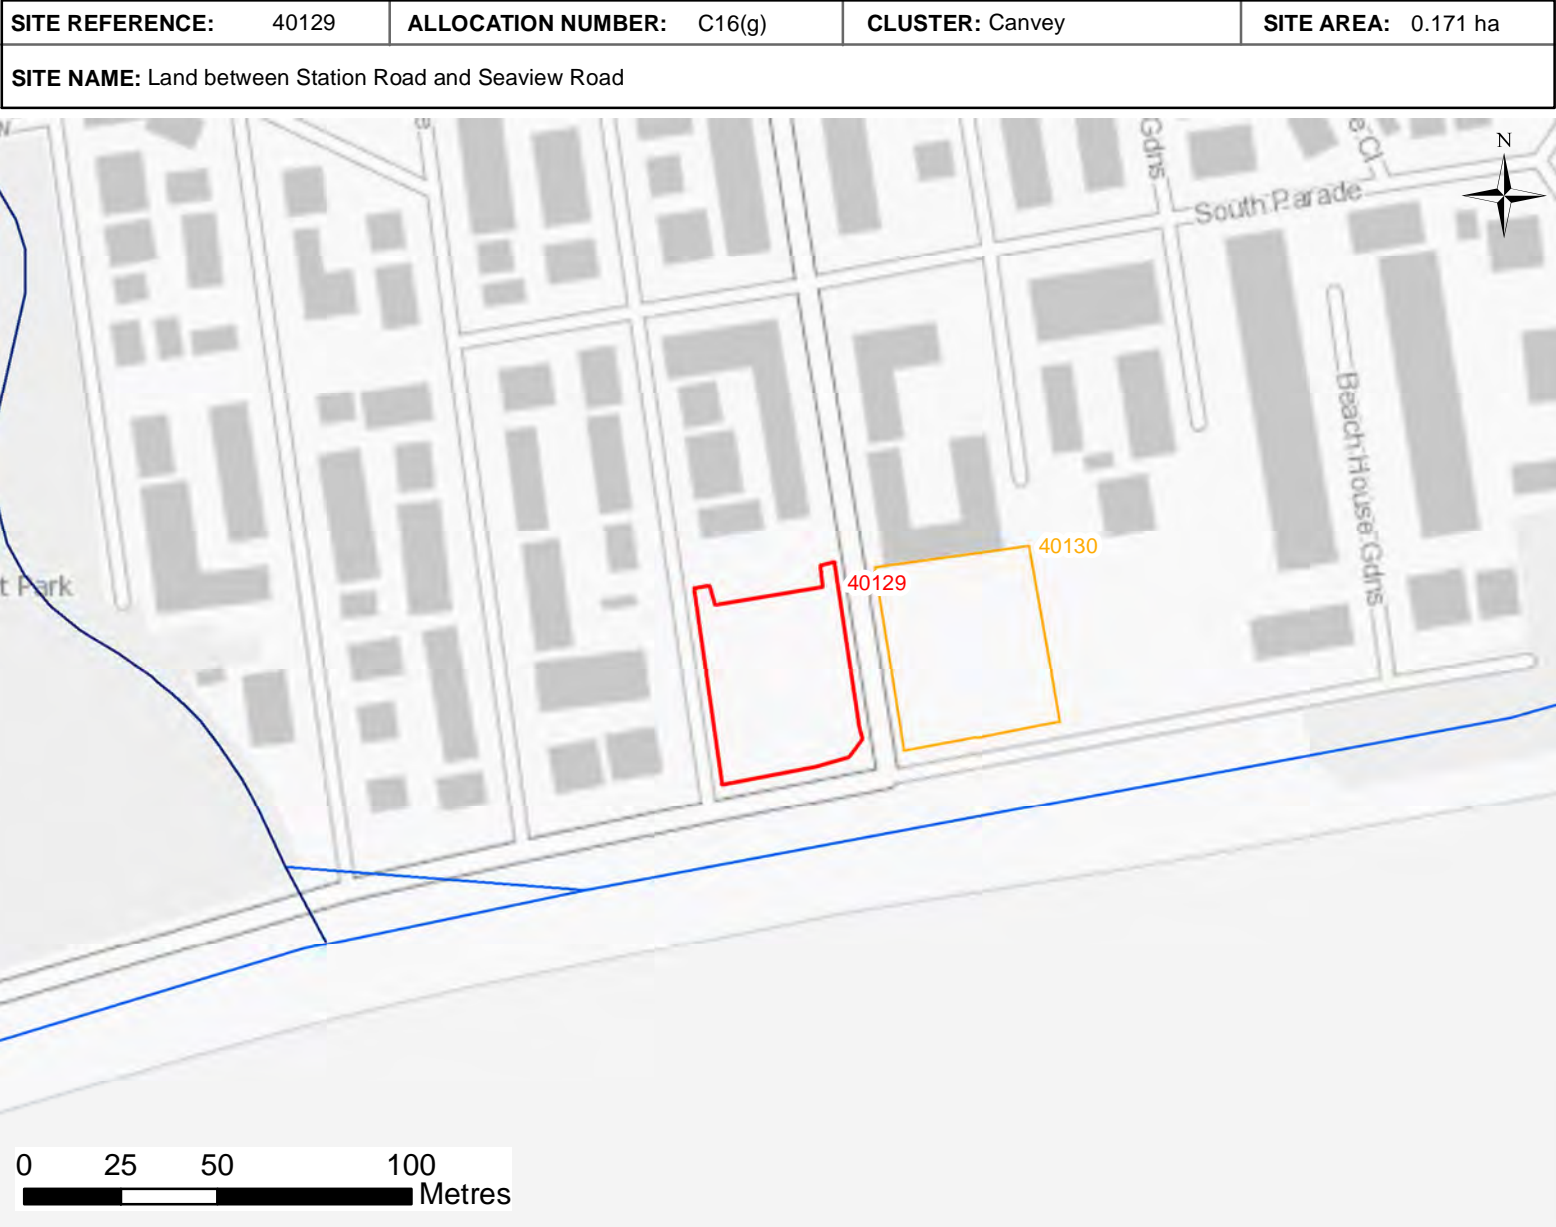 SITE REFERENCE: 40129 ALLOCATION NUMBER: C16(g) CLUSTER: Canvey SITE AREA: 0.171 ha
SITE NAME: Land between Station Road and Seaview Road
N
Gdns
e Cl
South Parade
Beach House Gdns
40130
40129
t Park
0 25 50 100
Metres